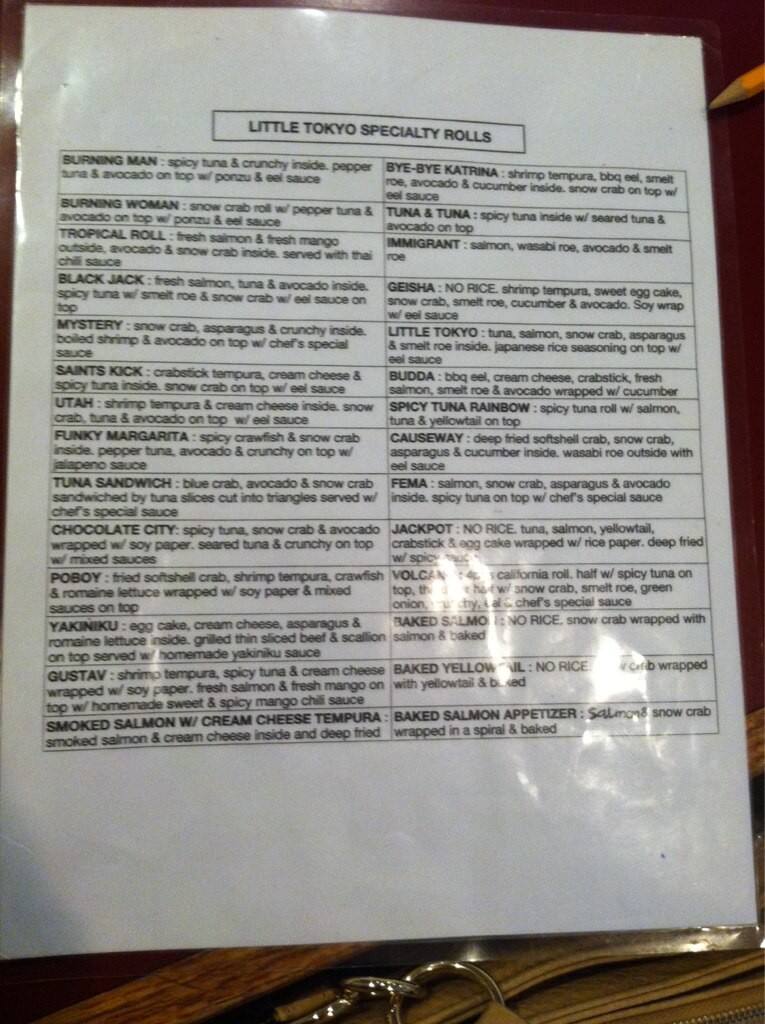 LITTLE TOKYO SPECIALTY ROLLS
BURNING MAN : spicy tuna & crunchy inside. pepper
tuna & avocado on top w/ ponzu & eel sauce
BURNING WOMAN : snow crab roll w/ pepper tuna &
avocado on top w/ ponzu & eel sauce
TROPICAL ROLL : fresh salmon & fresh mango
outside, avocado & snow crab inside. served with thai
chili sauce
BLACK JACK : fresh salmon, tuna & avocado inside.
spicy tuna w/ smelt roe & snow crab w/ eel sauce on
top
MYSTERY : snow crab, asparagus & crunchy inside.
boiled shrimp & avocado on top w/ chef's special
sauce
SAINTS KICK : crabstick tempura, cream cheese &
spicy tuna inside. snow crab on top w/ eel sauce
UTAH : shrimp tempura & cream cheese inside. snow
crab, tuna & avocado on top w/ eel sauce
FUNKY MARGARITA : spicy crawfish & snow crab
inside. pepper tuna, avocado & crunchy on top w/
jalapeno sauce
TUNA SANDWICH : blue crab, avocado & snow crab
sandwiched by tuna slices cut into triangles served w/
chef's special sauce
CHOCOLATE CITY: spicy tuna, snow crab & avocado
wrapped w/ soy paper. seared tuna & crunchy on top
w/ mixed sauces
POBOY : fried softshell crab, shrimp tempura, crawfish
& romaine lettuce wrapped w/ soy paper & mixed
sauces on top
YAKINIKU : egg cake, cream cheese, asparagus &
romaine lettuce inside. grilled thin sliced beef & scallion
on top served w/ homemade yakiniku sauce
GUSTAV : shrimp tempura, spicy tuna & cream cheese
wrapped w/ soy paper. fresh salmon & fresh mango on
top w/ homemade sweet & spicy mango chili sauce
SMOKED SALMON W/ CREAM CHEESE TEMPURA :
smoked salmon & cream cheese inside and deep fried
BYE-BYE KATRINA : shrimp tempura, bbq eel, smelt
roe, avocado & cucumber inside. snow crab on top w/
eel sauce
TUNA & TUNA : spicy tuna inside w/ seared tuna &
avocado on top
IMMIGRANT : salmon, wasabi roe, avocado & smelt
roe
GEISHA : NO RICE. shrimp tempura, sweet egg cake,
snow crab, smelt roe, cucumber & avocado. Soy wrap
w/ eel sauce
LITTLE TOKYO : tuna, salmon, snow crab, asparagus
& smelt roe inside. japanese rice seasoning on top w/
eel sauce
BUDDA : bbq eel, cream cheese, crabstick, fresh
salmon, smelt roe & avocado wrapped w/ cucumber
SPICY TUNA RAINBOW : spicy tuna roll w/ salmon,
tuna & yellowtail on top
CAUSEWAY : deep fried softshell crab, snow crab,
asparagus & cucumber inside. wasabi roe outside with
eel sauce
FEMA : salmon, snow crab, asparagus & avocado
inside. spicy tuna on top w/ chef's special sauce
JACKPOT : NO RICE. tuna, salmon, yellowtail,
crabstick & egg cake wrapped w/ rice paper. deep fried
w/ spicy
VOLCANO : california roll. half w/ spicy tuna on
top, half w/ snow crab, smelt roe, green
onion, & chef's special sauce
BAKED SALMON : NO RICE. snow crab wrapped with
salmon & baked
BAKED YELLOWTAIL : NO RICE. crab wrapped
with yellowtail & baked
BAKED SALMON APPETIZER : Salmon & snow crab
wrapped in a spiral & baked